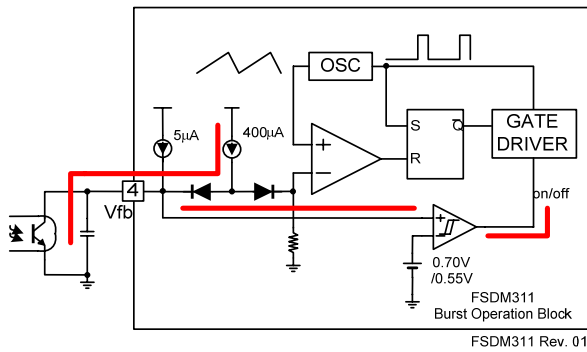 OSC
5μA
400μA
+
−
S
R
Q
GATE
DRIVER
4
Vfb
on/off
+
−
0.70V
/0.55V
FSDM311
Burst Operation Block
FSDM311 Rev. 01